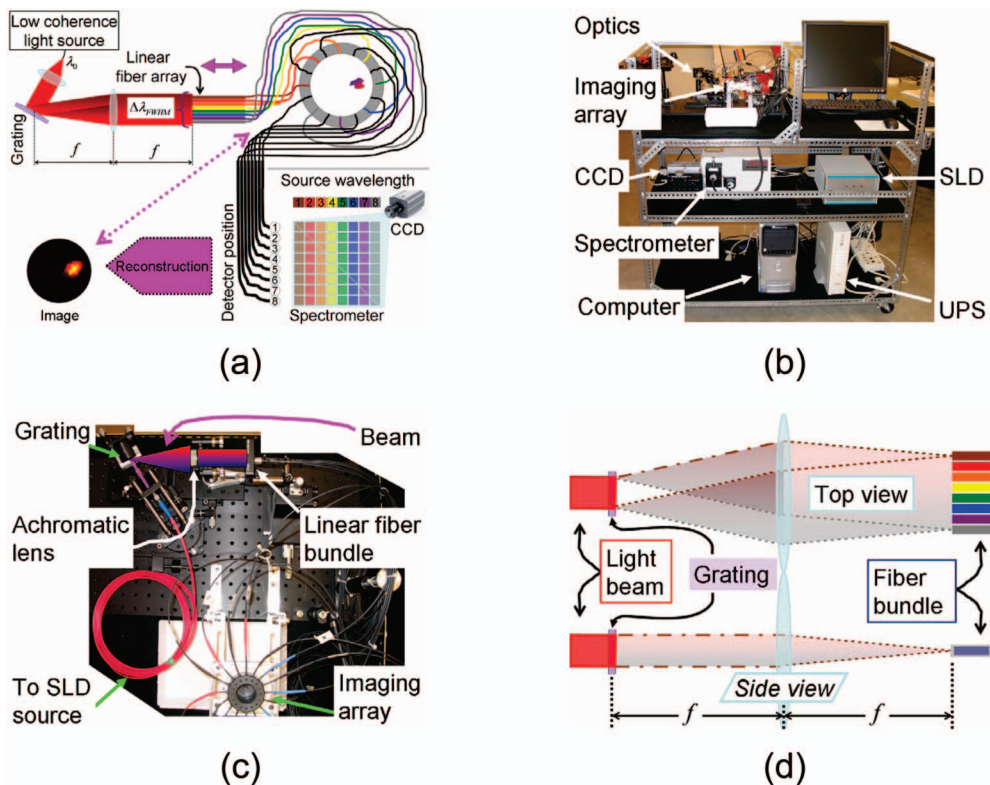 Low coherence
light source
λ0
Linear
fiber array
ΔλFWHM
Grating
f
f
Source wavelength
1 2 3 4 5 6 7 8
CCD
Detector position
1
2
3
4
5
6
7
8
Spectrometer
Reconstruction
Image
(a)
Optics
Imaging
array
CCD
SLD
Spectrometer
Computer
UPS
(b)
Grating
Beam
Achromatic
lens
Linear fiber
bundle
To SLD
source
Imaging
array
(c)
Top view
Light
beam
Grating
Fiber
bundle
Side view
f
f
(d)